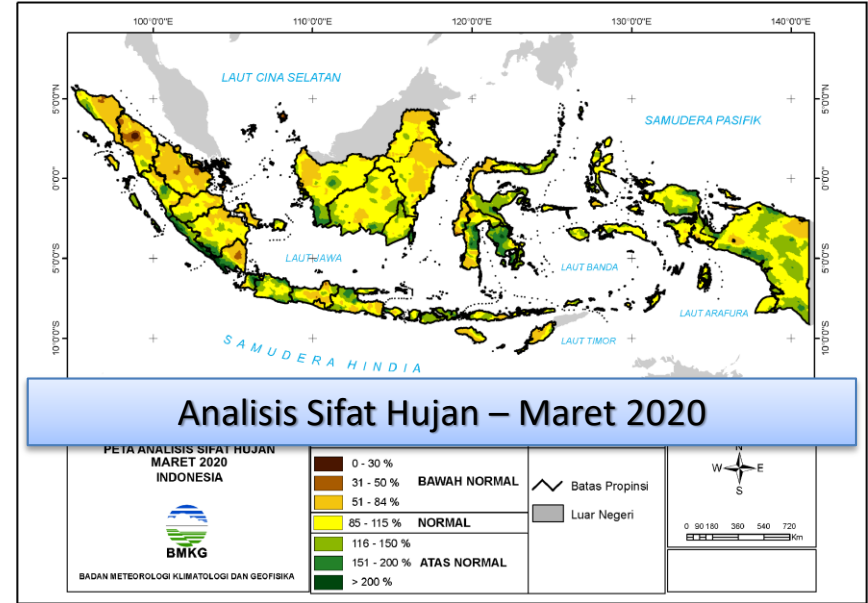 100°0'0"E 110°0'0"E 120°0'0"E 130°0'0"E 140°0'0"E
LAUT CINA SELATAN
SAMUDERA PASIFIK
5°0'0"N 5°0'0"N
0°0'0" 0°0'0"
5°0'0"S 5°0'0"S
10°0'0"S 10°0'0"S
LAUT JAWA
LAUT BANDA
LAUT ARAFURA
LAUT TIMOR
SAMUDERA HINDIA
Analisis Sifat Hujan – Maret 2020
PETA ANALISIS SIFAT HUJAN
MARET 2020
INDONESIA
BMKG
BADAN METEOROLOGI KLIMATOLOGI DAN GEOFISIKA
0 - 30 %
31 - 50 % BAWAH NORMAL
51 - 84 %
85 - 115 % NORMAL
116 - 150 %
151 - 200 % ATAS NORMAL
> 200 %
Batas Propinsi
Luar Negeri
N
W E
S
0 90 180 360 540 720
Km